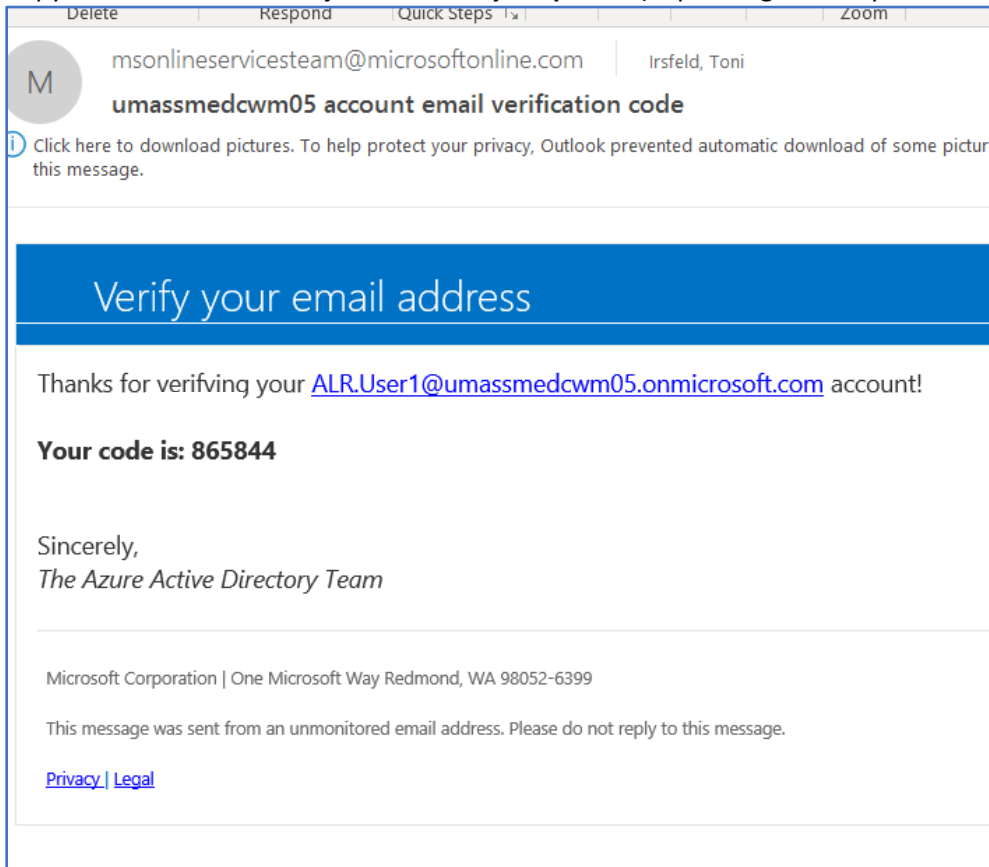 Delete Respond Quick Steps Zoom
msonlineservicesteam@microsoftonline.com Irsfeld, Toni
M
umassmedcwm05 account email verification code
Click here to download pictures. To help protect your privacy, Outlook prevented automatic download of some pictur
this message.
Verify your email address
Thanks for verifying your ALR.User1@umassmedcwm05.onmicrosoft.com account!
Your code is: 865844
Sincerely,
The Azure Active Directory Team
Microsoft Corporation | One Microsoft Way Redmond, WA 98052-6399
This message was sent from an unmonitored email address. Please do not reply to this message.
Privacy | Legal